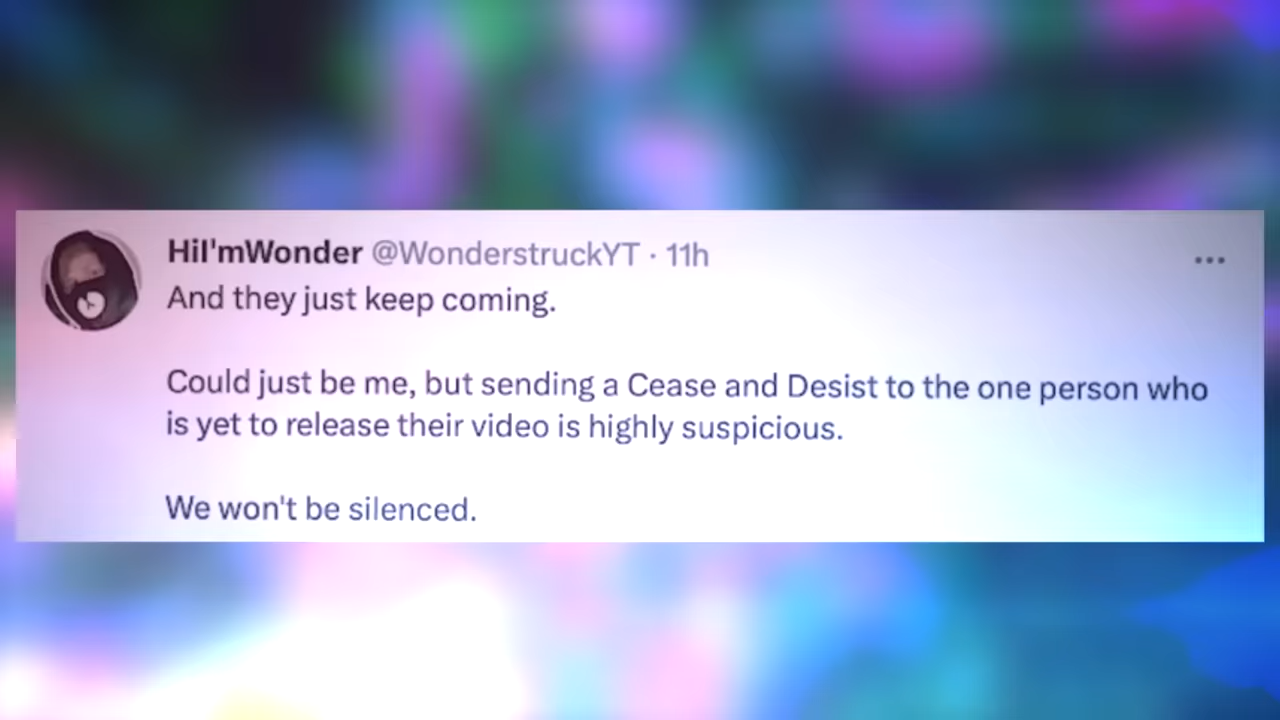 HiI'mWonder @WonderstruckYT · 11h
And they just keep coming.
Could just be me, but sending a Cease and Desist to the one person who
is yet to release their video is highly suspicious.
We won't be silenced.